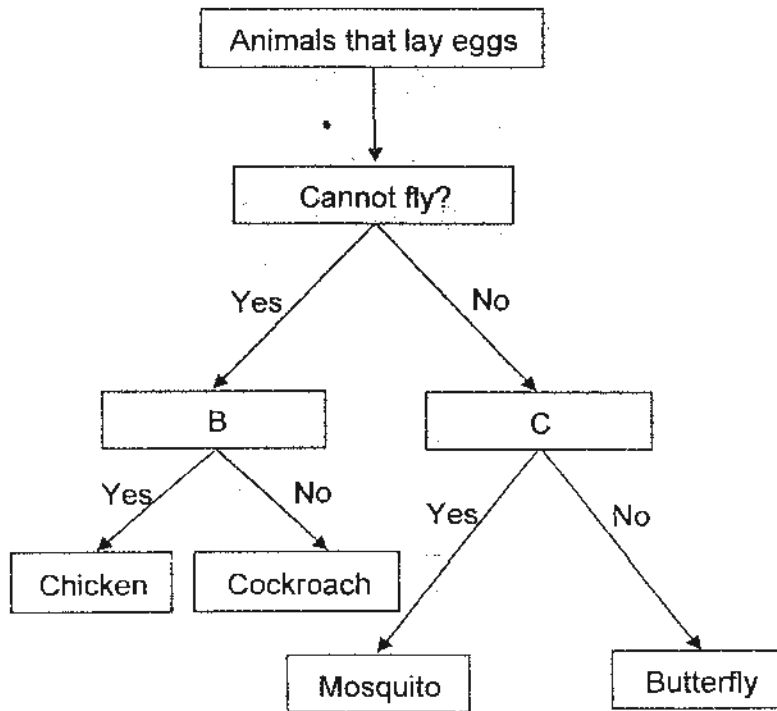 Animals that lay eggs
Cannot fly?
Yes
No
B
C
Yes
No
Yes
No
Chicken
Cockroach
Mosquito
Butterfly